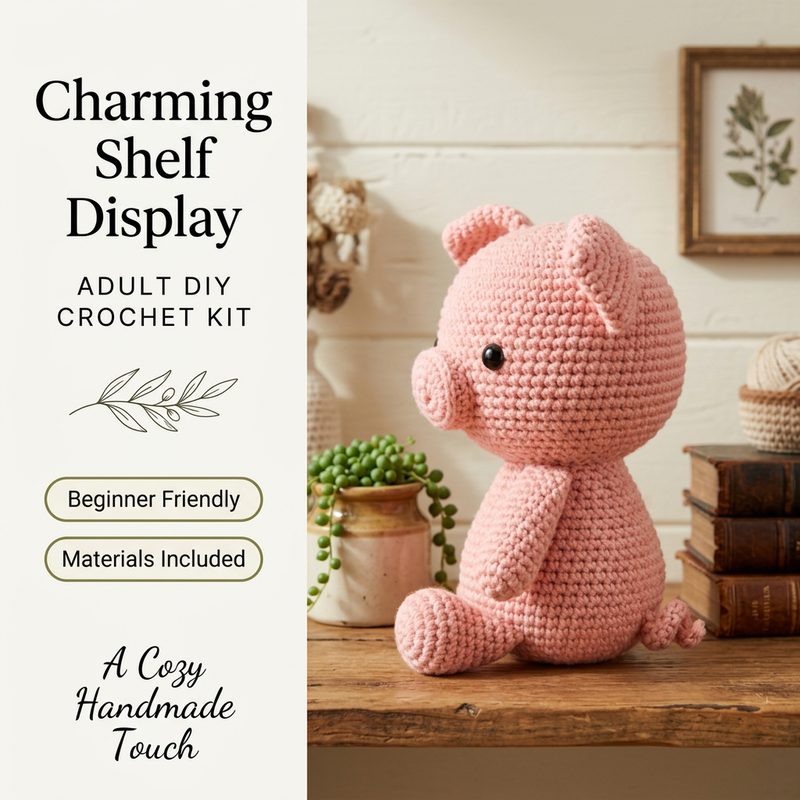 Charming
Shelf
Display
ADULT DIY
CROCHET KIT
Beginner Friendly
Materials Included
A Cozy
Handmade
Touch